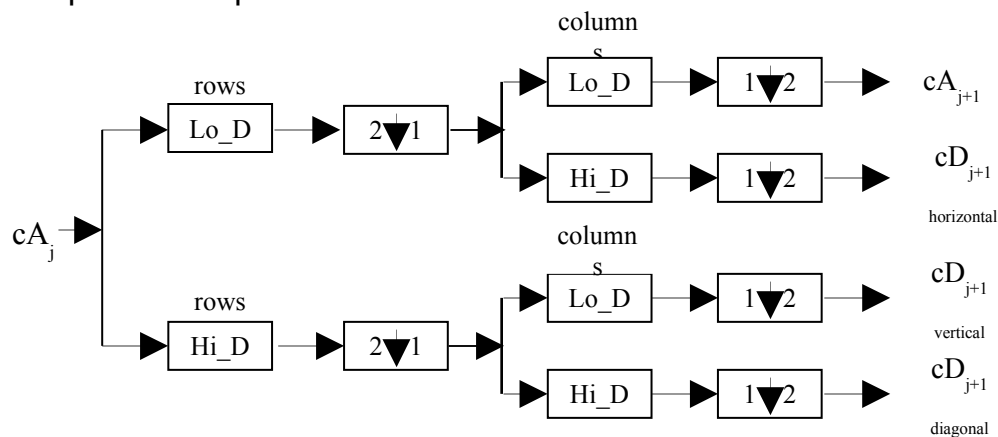 column
s
rows
Lo_D
2 1
Lo_D
1 2
cA j+1
Hi_D
1 2
cD j+1
horizontal
cA j
column
s
rows
Hi_D
2 1
Lo_D
1 2
cD j+1
vertical
Hi_D
1 2
cD j+1
diagonal